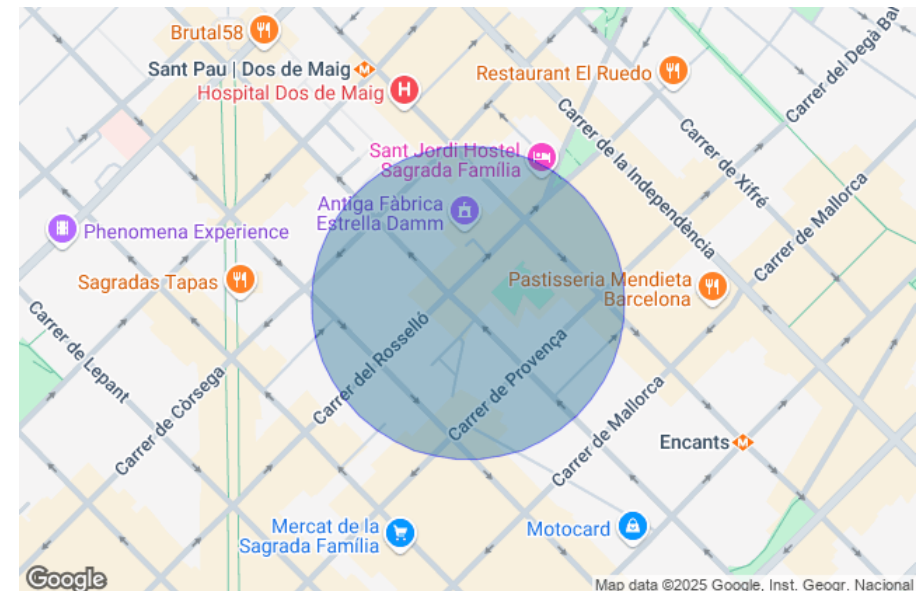 Brutal58
Sant Pau | Dos de Maig
Hospital Dos de Maig
Restaurant El Ruedo
Carrer del Degà Bai
Carrer de la Independència
Carrer de Xifré
Sant Jordi Hostel
Sagrada Família
Antiga Fàbrica
Estrella Damm
Carrer de Mallorca
Phenomena Experience
Sagradas Tapas
Pastisseria Mendieta
Barcelona
Carrer de Lepant
Carrer de Còrsega
Carrer del Rosselló
Carrer de Provença
Carrer de Mallorca
Encants
Mercat de la
Sagrada Família
Motocard
Google
Map data ©2025 Google, Inst. Geogr. Nacional